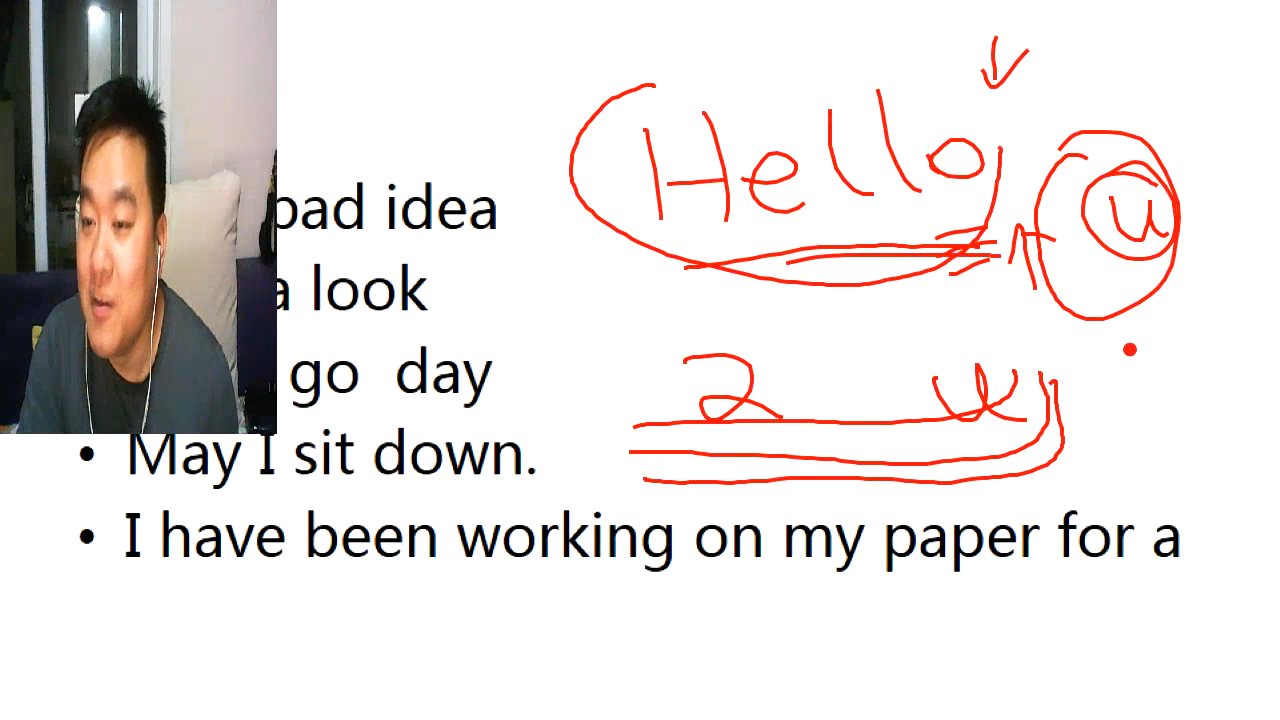 Hello
u
bad idea
a look
2 u
go day
• May I sit down.
• I have been working on my paper for a